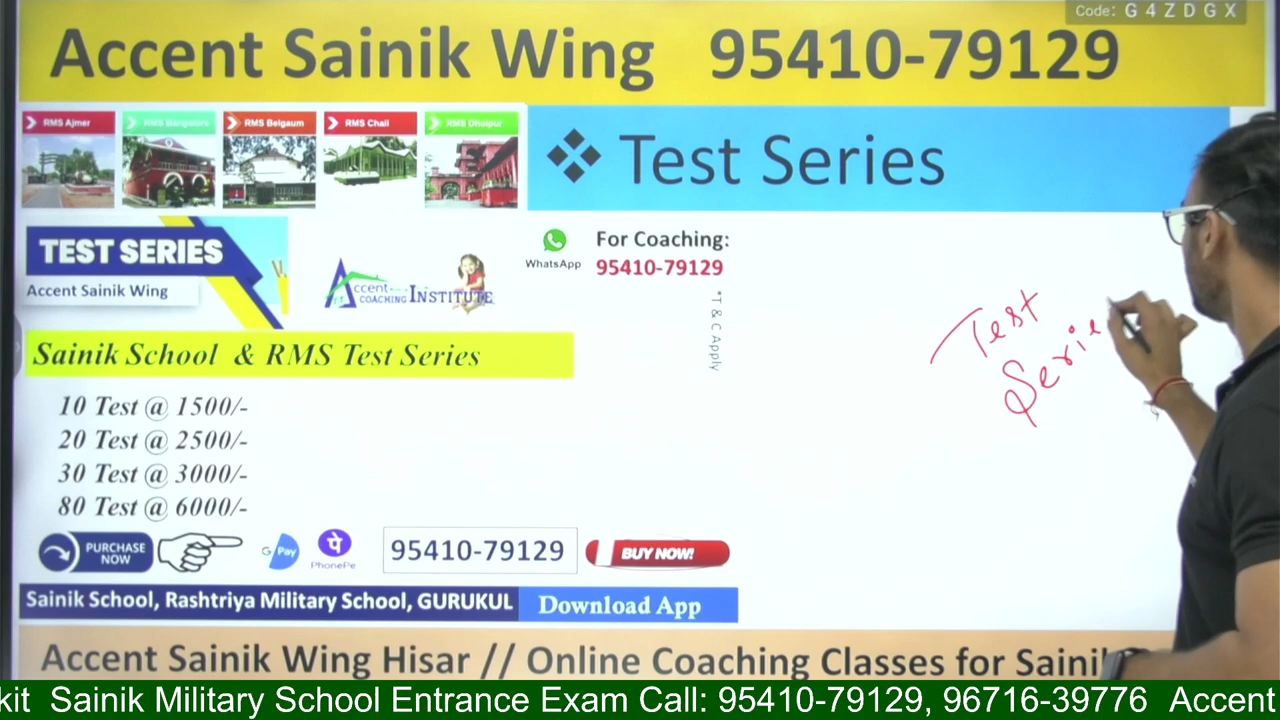 Code: G4ZDGX
Accent Sainik Wing 95410-79129
RMS Ajmer
RMS Bangalore
RMS Belgaum
RMS Chail
RMS Dholpur
Test Series
TEST SERIES
Accent Sainik Wing
Accent
COACHING INSTITUTE
WhatsApp
For Coaching:
95410-79129
*T & C Apply
Test
Serie
Sainik School & RMS Test Series
10 Test @ 1500/-
20 Test @ 2500/-
30 Test @ 3000/-
80 Test @ 6000/-
PURCHASE
NOW
G Pay
पे
PhonePe
95410-79129
BUY NOW!
Sainik School, Rashtriya Military School, GURUKUL
Download App
Accent Sainik Wing Hisar // Online Coaching Classes for Saini
kit Sainik Military School Entrance Exam Call: 95410-79129, 96716-39776 Accent